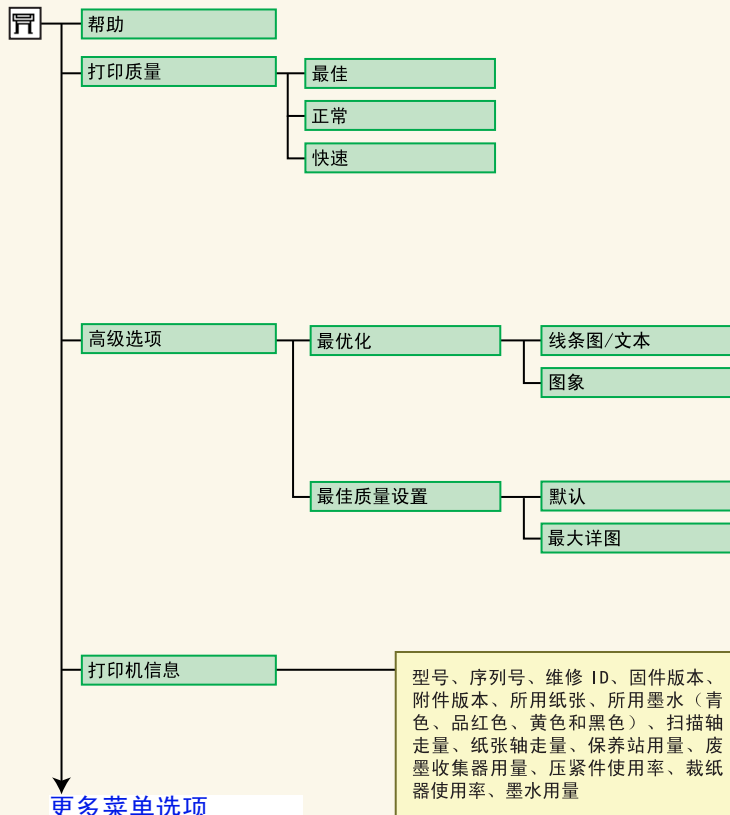 帮助
打印质量
最佳
正常
快速
高级选项
最优化
线条图/文本
图象
最佳质量设置
默认
最大详图
打印机信息
型号、序列号、维修 ID、固件版本、
附件版本、所用纸张、所用墨水（青
色、品红色、黄色和黑色）、扫描轴
走量、纸张轴走量、保养站用量、废
墨收集器用量、压紧件使用率、裁纸
器使用率、墨水用量
更多菜单选项